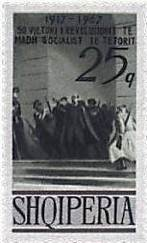 1917-1967
50 VJETORI I REVOLUCIONIT TE
MADH SOCIALIST TE TETORIT
25q
SHQIPERIA